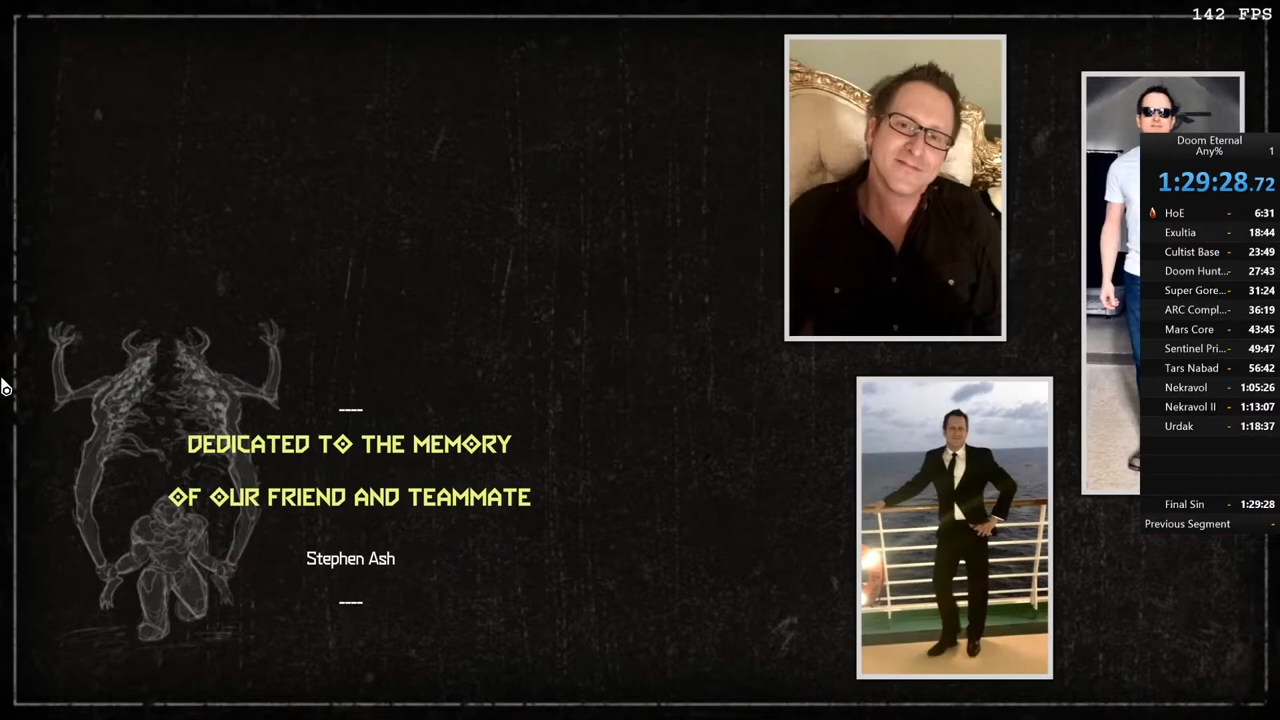 142 FPS
Doom Eternal
Any% 1
1:29:28.72
HoE - 6:31
Exultia - 18:44
Cultist Base - 23:49
Doom Hunt... - 27:43
Super Gore... - 31:24
ARC Compl... 36:19
Mars Core - 43:45
Sentinel Pri... - 49:47
Tars Nabad - 56:42
Nekravol - 1:05:26
Nekravol II - 1:13:07
Urdak - 1:18:37
Final Sin - 1:29:28
Previous Segment -
----
DEDICATED TO THE MEMORY
OF OUR FRIEND AND TEAMMATE
Stephen Ash
----